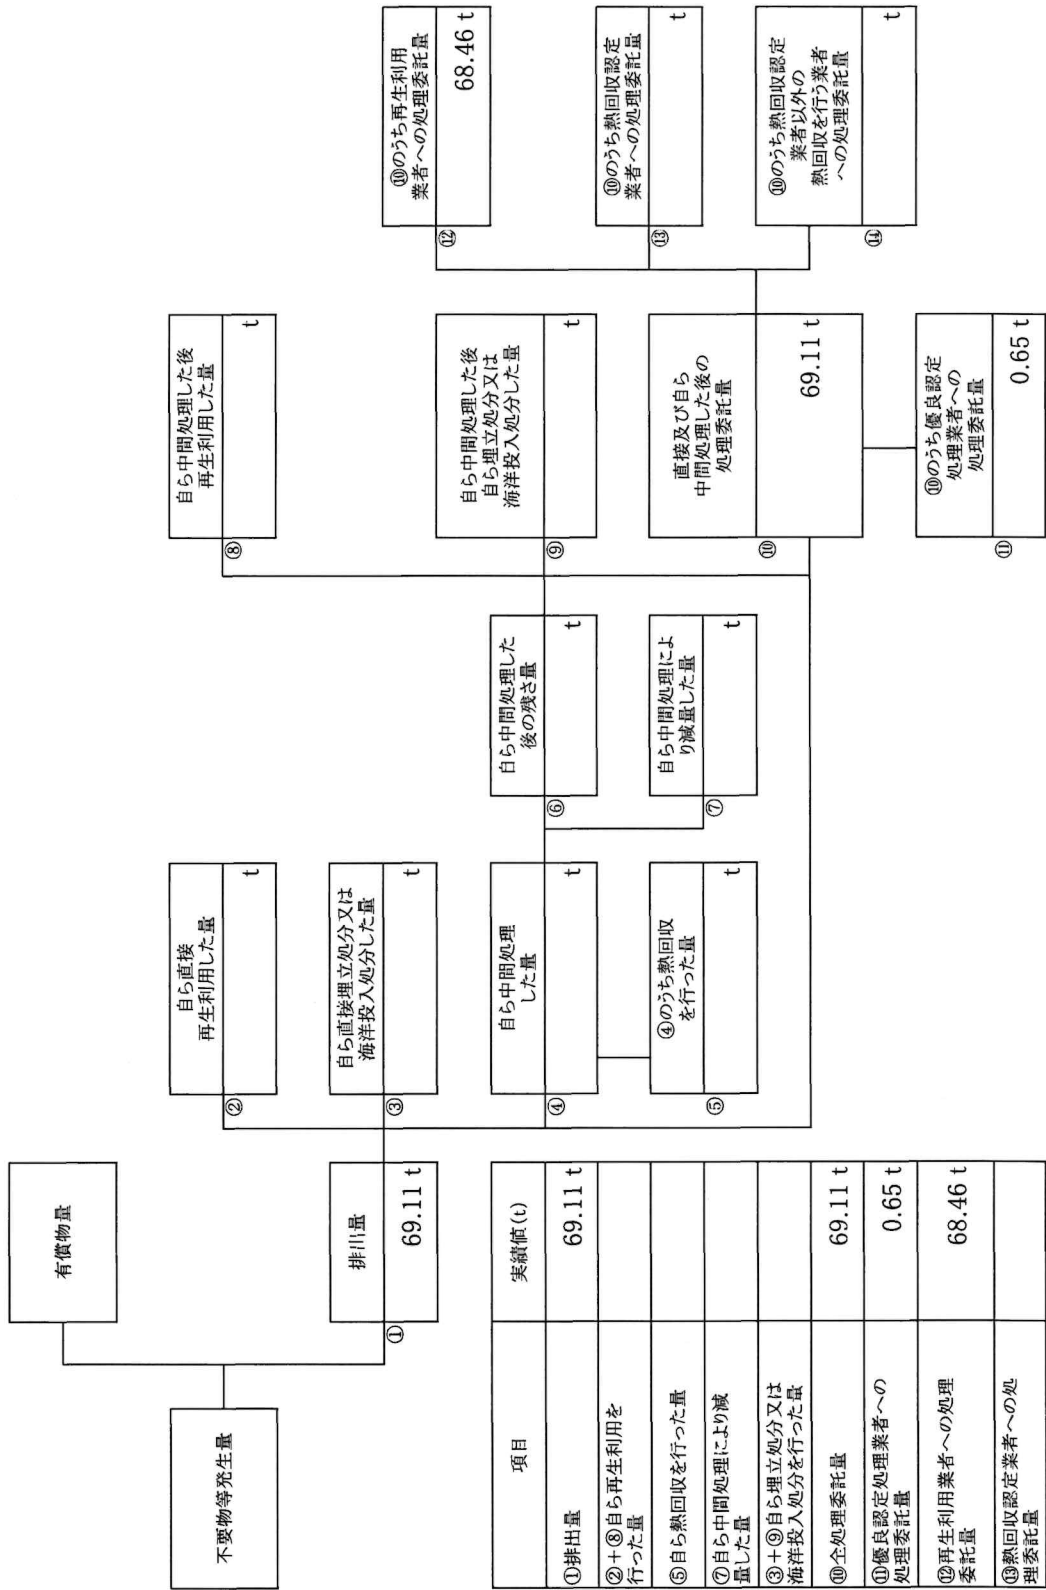 不要物等発生量
有償物量
排出量
①
69.11 t
自ら直接
再生利用した量
②
t
自ら直接埋立処分又は
海洋投入処分した量
③
t
自ら中間処理
した量
④
t
④のうち熱回収
を行った量
⑤
t
自ら中間処理した
後の残さ量
⑥
t
自ら中間処理によ
り減量した量
⑦
t
自ら中間処理した後
再生利用した量
⑧
t
自ら中間処理した後
自ら埋立処分又は
海洋投入処分した量
⑨
t
直接及び自ら
中間処理した後の
処理委託量
⑩
69.11 t
⑩のうち優良認定
処理業者への
処理委託量
⑪
0.65 t
⑩のうち再生利用
業者への処理委託量
⑫
68.46 t
⑩のうち熱回収認定
業者への処理委託量
⑬
t
⑩のうち熱回収認定
業者以外の
熱回収を行う業者
への処理委託量
⑭
t
項目 実績値(t)
①排出量 69.11 t
②+⑧自ら再生利用を
行った量
⑤自ら熱回収を行った量
⑦自ら中間処理により減
量した量
③+⑨自ら埋立処分又は
海洋投入処分を行った量
⑩全処理委託量 69.11 t
⑪優良認定処理業者への
処理委託量 0.65 t
⑫再生利用業者への処理
委託量 68.46 t
⑬熱回収認定業者への処
理委託量